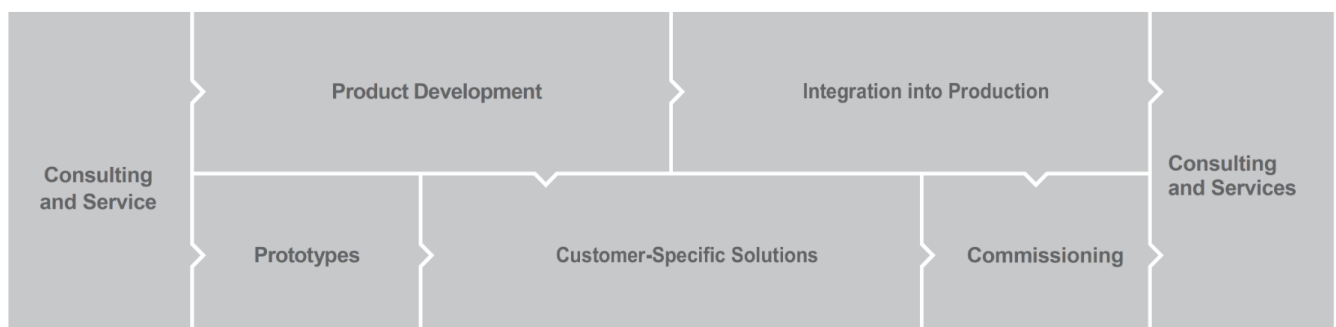 Consulting
and Service
Product Development
Integration into Production
Prototypes
Customer-Specific Solutions
Commissioning
Consulting
and Services